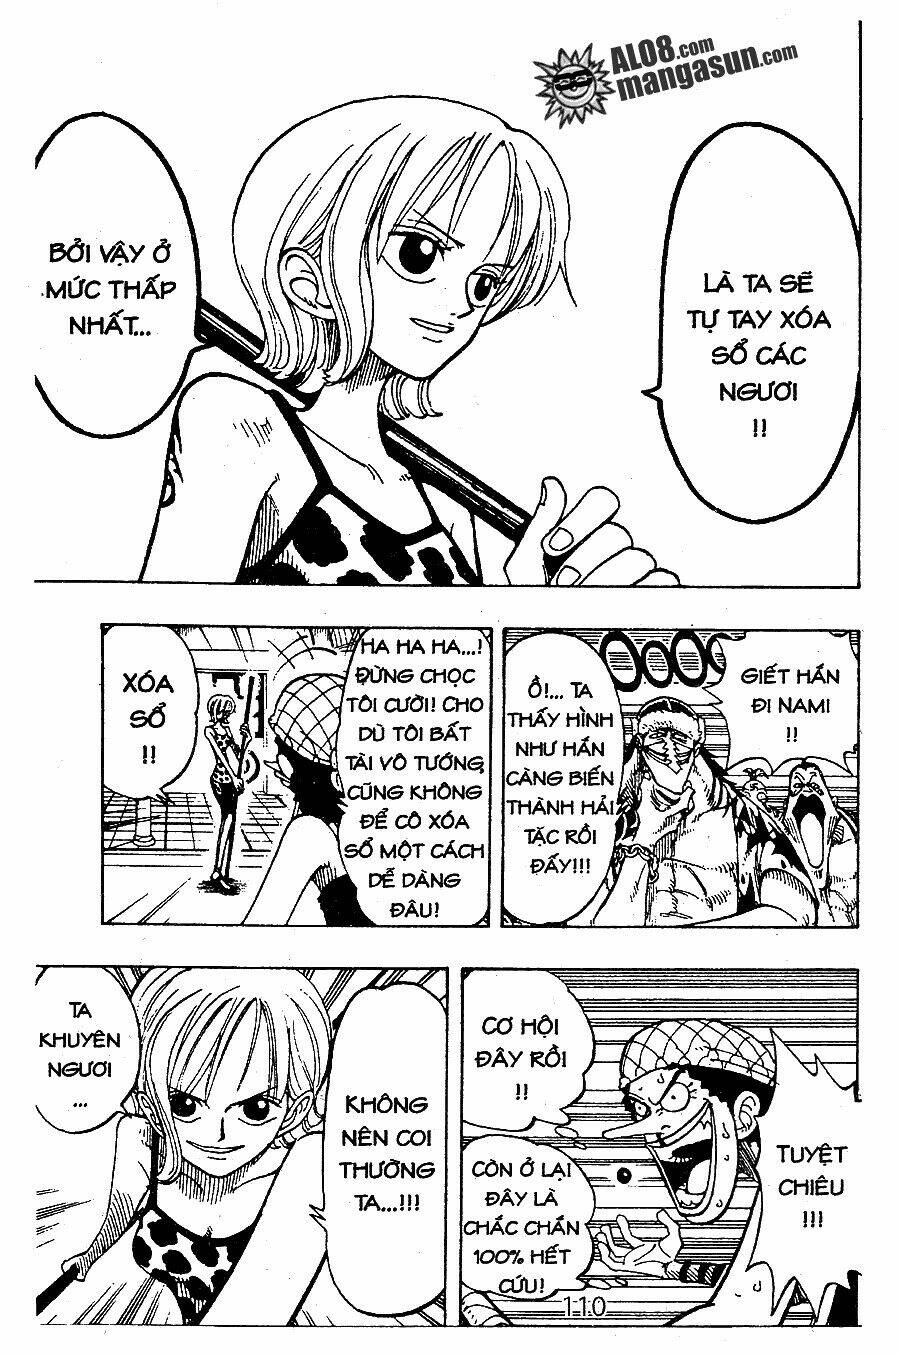 ALO8.com
mangasun.com
LÀ TA SẼ
TỰ TAY XÓA
SỔ CÁC
NGƯƠI
!!
BỞI VẬY Ở
MỨC THẤP
NHẤT...
GIẾT HẮN
ĐI NAMI
!!
Ồ!... TA
THẤY HÌNH
NHƯ HẮN
CÀNG BIẾN
THÀNH HẢI
TẶC RỒI
ĐẤY!!!
HA HA HA...!
ĐỪNG CHỌC
TÔI CƯỜI! CHO
DÙ TÔI BẤT
TÀI VÔ TƯỚNG,
CŨNG KHÔNG
ĐỂ CÔ XÓA
SỔ MỘT CÁCH
DỄ DÀNG
ĐÂU!
XÓA
SỔ
!!
TUYỆT
CHIÊU
!!!
CƠ HỘI
ĐÂY RỒI
!!
CÒN Ở LẠI
ĐÂY LÀ
CHẮC CHẮN
100% HẾT
CỨU!
KHÔNG
NÊN COI
THƯỜNG
TA...!!!
TA
KHUYÊN
NGƯƠI
...
110